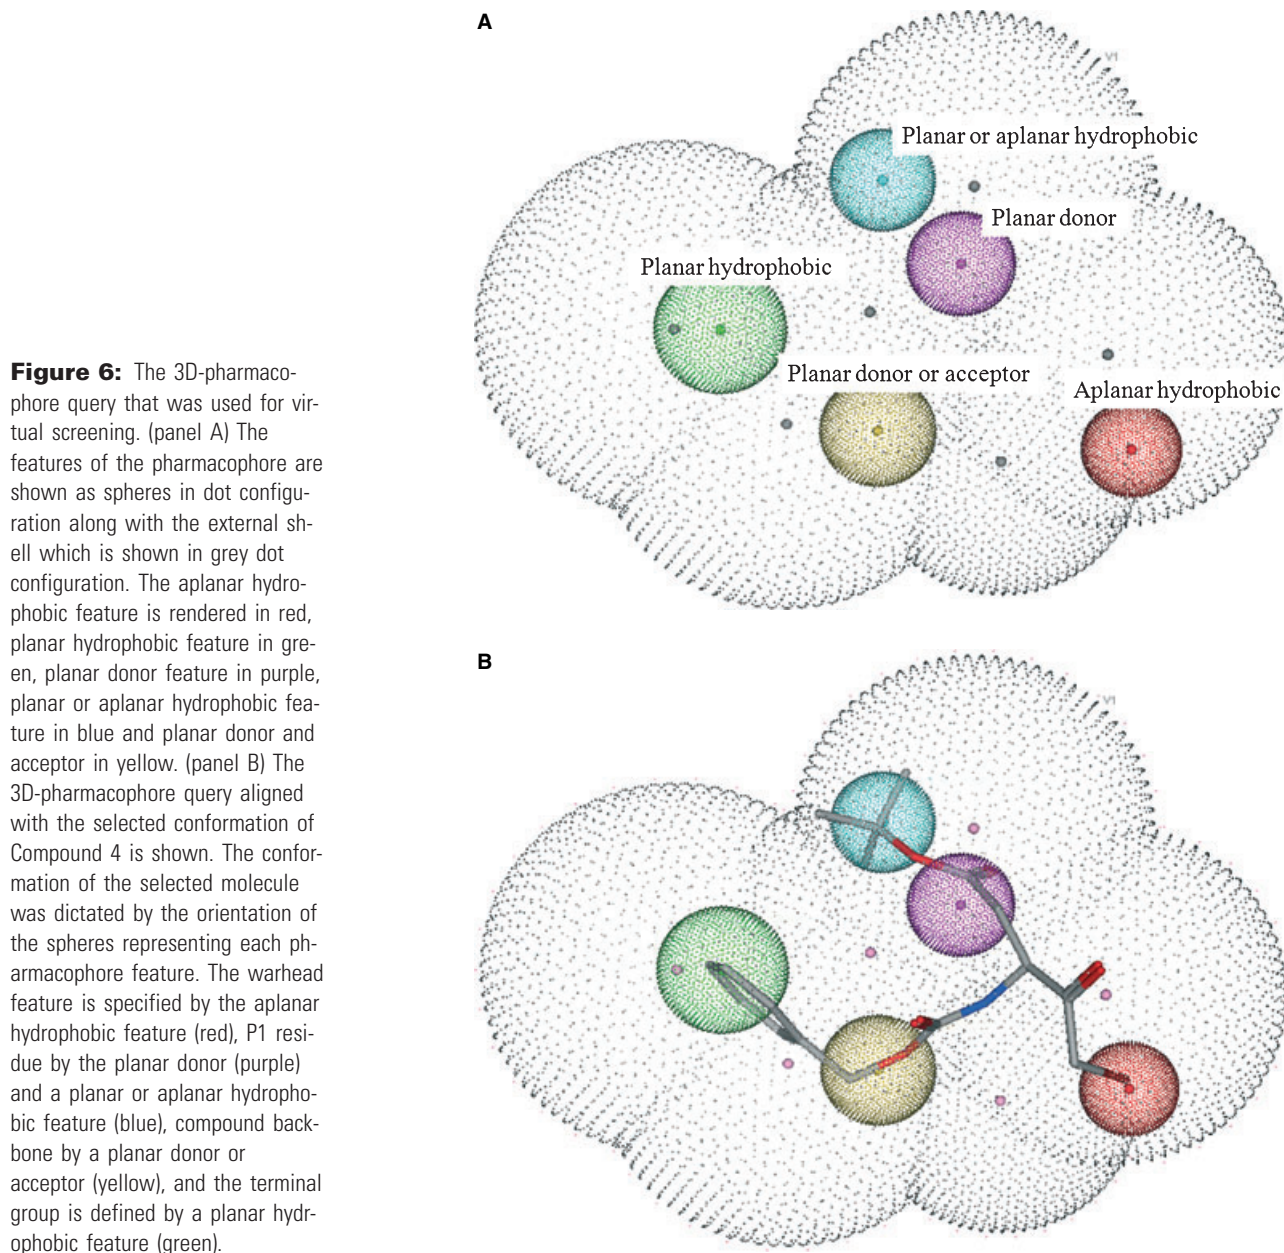 A
V1
Planar or aplanar hydrophobic
Planar donor
Planar hydrophobic
Planar donor or acceptor
Aplanar hydrophobic
B
V1
Figure 6: The 3D-pharmaco-
phore query that was used for vir-
tual screening. (panel A) The
features of the pharmacophore are
shown as spheres in dot configu-
ration along with the external sh-
ell which is shown in grey dot
configuration. The aplanar hydro-
phobic feature is rendered in red,
planar hydrophobic feature in gre-
en, planar donor feature in purple,
planar or aplanar hydrophobic fea-
ture in blue and planar donor and
acceptor in yellow. (panel B) The
3D-pharmacophore query aligned
with the selected conformation of
Compound 4 is shown. The confor-
mation of the selected molecule
was dictated by the orientation of
the spheres representing each ph-
armacophore feature. The warhead
feature is specified by the aplanar
hydrophobic feature (red), P1 resi-
due by the planar donor (purple)
and a planar or aplanar hydropho-
bic feature (blue), compound back-
bone by a planar donor or
acceptor (yellow), and the terminal
group is defined by a planar hydr-
ophobic feature (green).